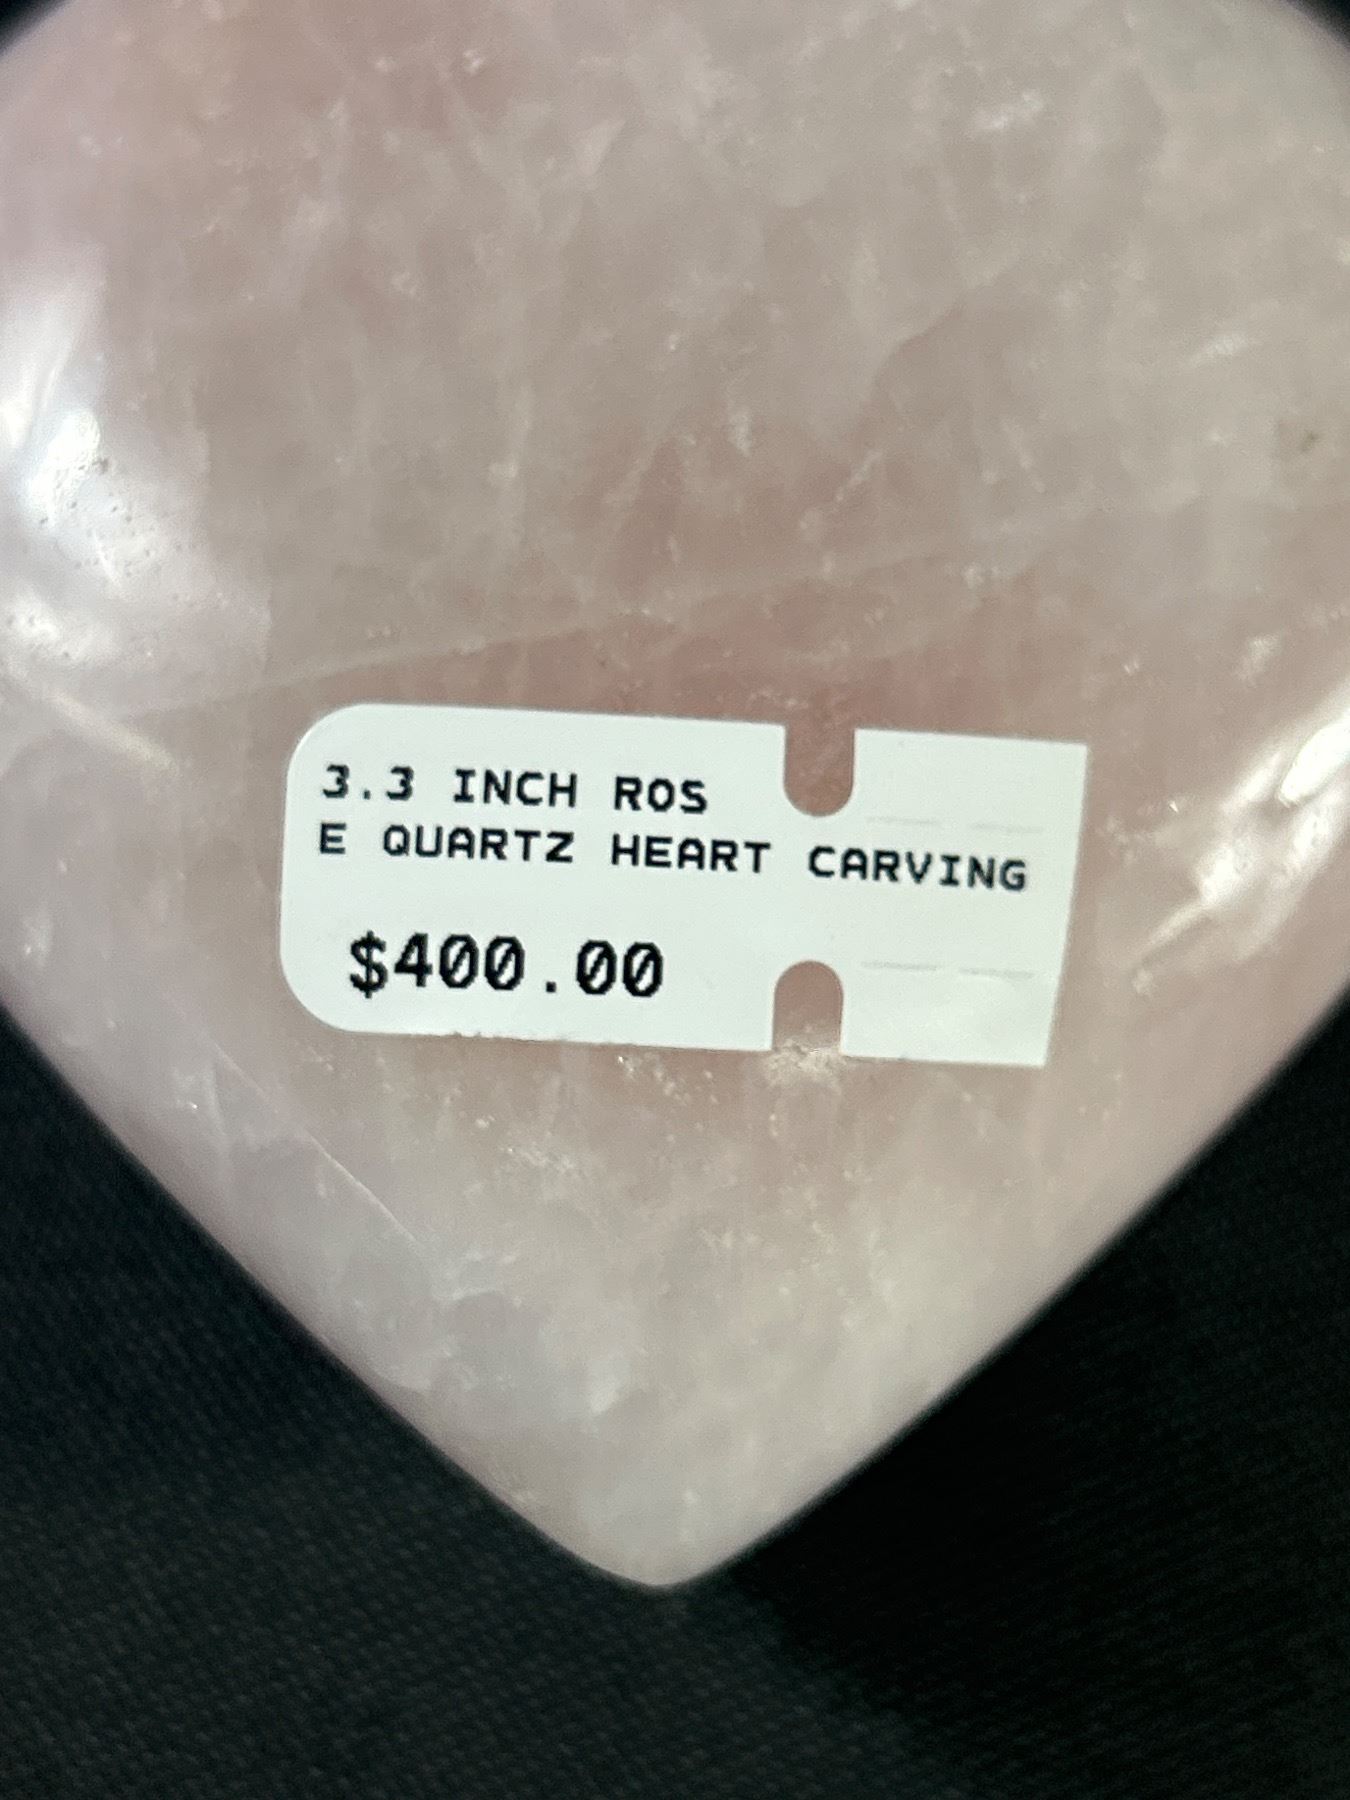 3.3 INCH ROS
E QUARTZ HEART CARVING
$400.00